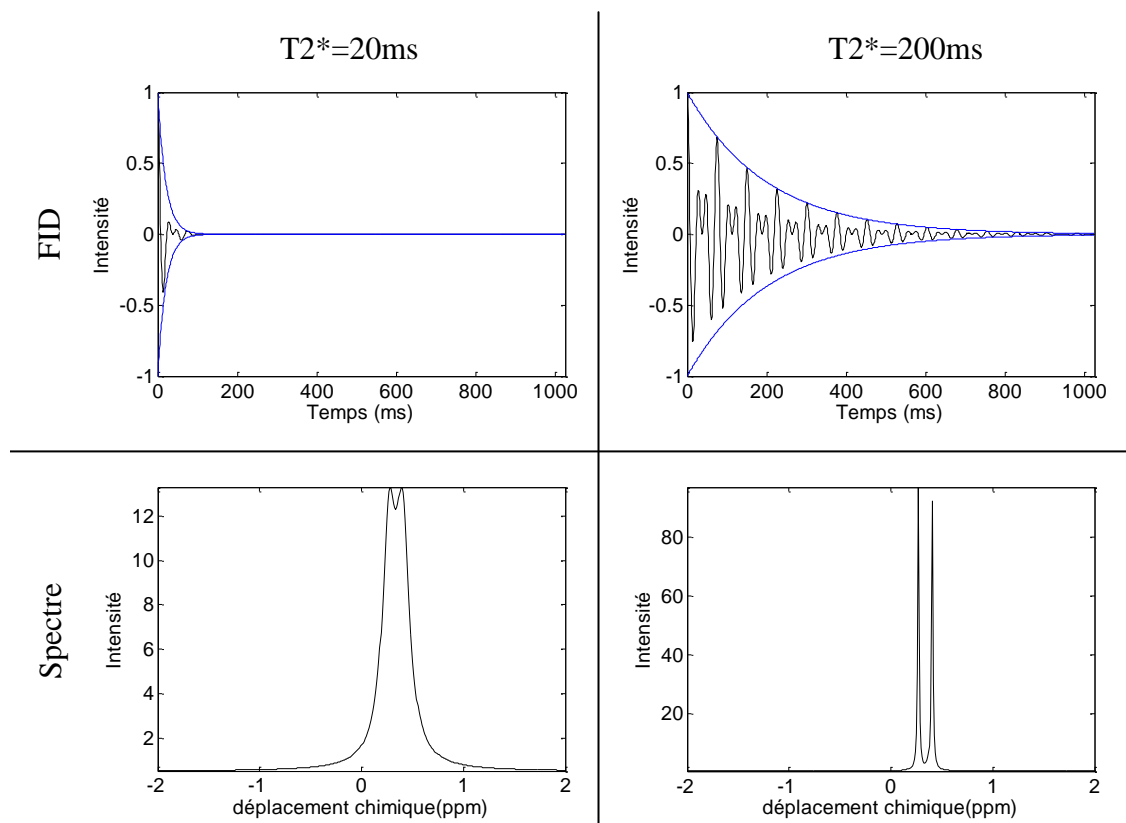 T2*=20ms
T2*=200ms
FID
Intensité
1
0.5
0
-0.5
-1
0 200 400 600 800 1000
Temps (ms)
Intensité
1
0.5
0
-0.5
-1
0 200 400 600 800 1000
Temps (ms)
Spectre
Intensité
12
10
8
6
4
2
-2 -1 0 1 2
déplacement chimique(ppm)
Intensité
80
60
40
20
-2 -1 0 1 2
déplacement chimique(ppm)